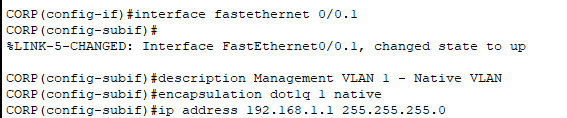 CORP(config-if)#interface fastethernet 0/0.1
CORP(config-subif)#
%LINK-5-CHANGED: Interface FastEthernet0/0.1, changed state to up
CORP(config-subif)#description Management VLAN 1 - Native VLAN
CORP(config-subif)#encapsulation dot1q 1 native
CORP(config-subif)#ip address 192.168.1.1 255.255.255.0